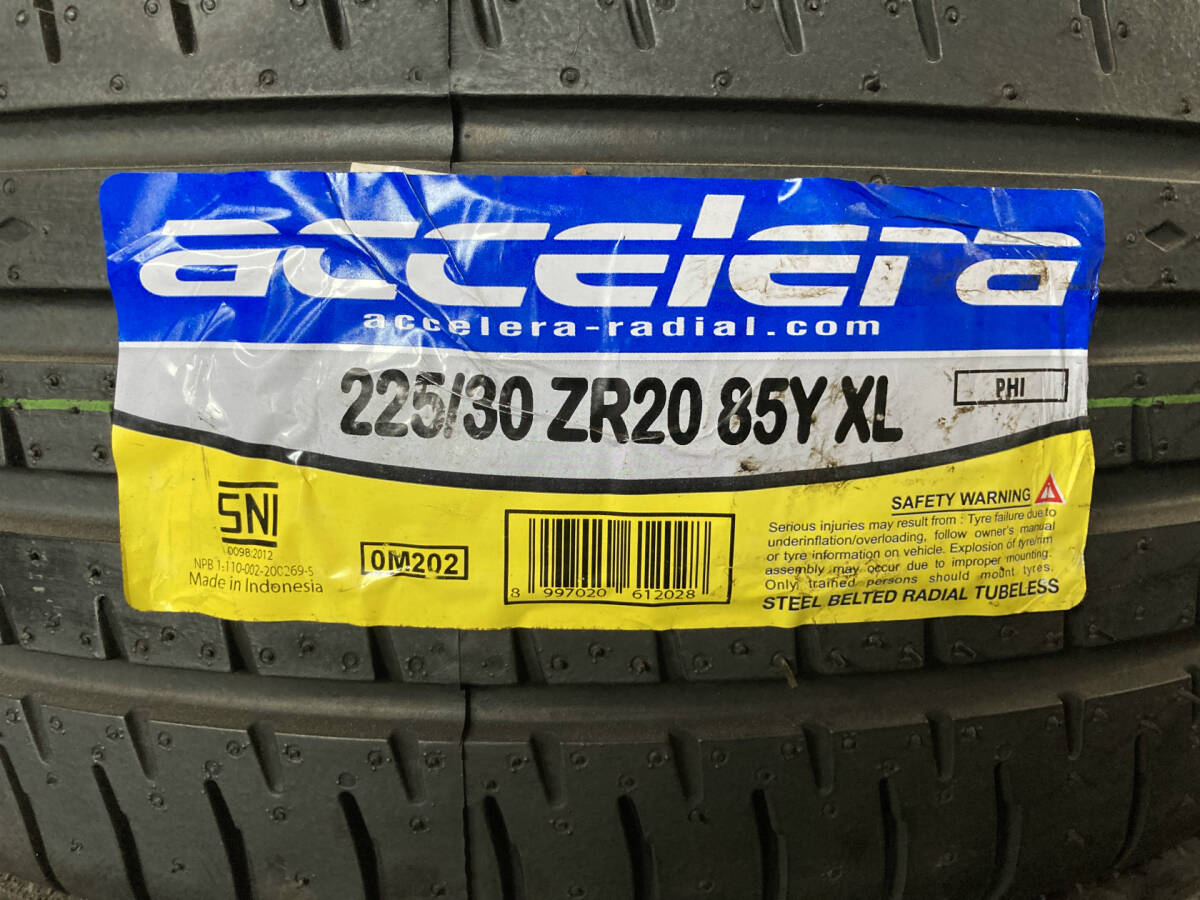 accelera
accelera-radial.com
225/30 ZR20 85Y XL
PHI
SNI
0098:2012
NPB 1-110-002-200269-S
Made in Indonesia
0M202
8 997020 612028
SAFETY WARNING
Serious injuries may result from : Tyre failure due to
underinflation/overloading, follow owner's manual
or tyre information on vehicle. Explosion of tyre/rim
assembly may occur due to improper mounting.
Only trained persons should mount tyres.
STEEL BELTED RADIAL TUBELESS